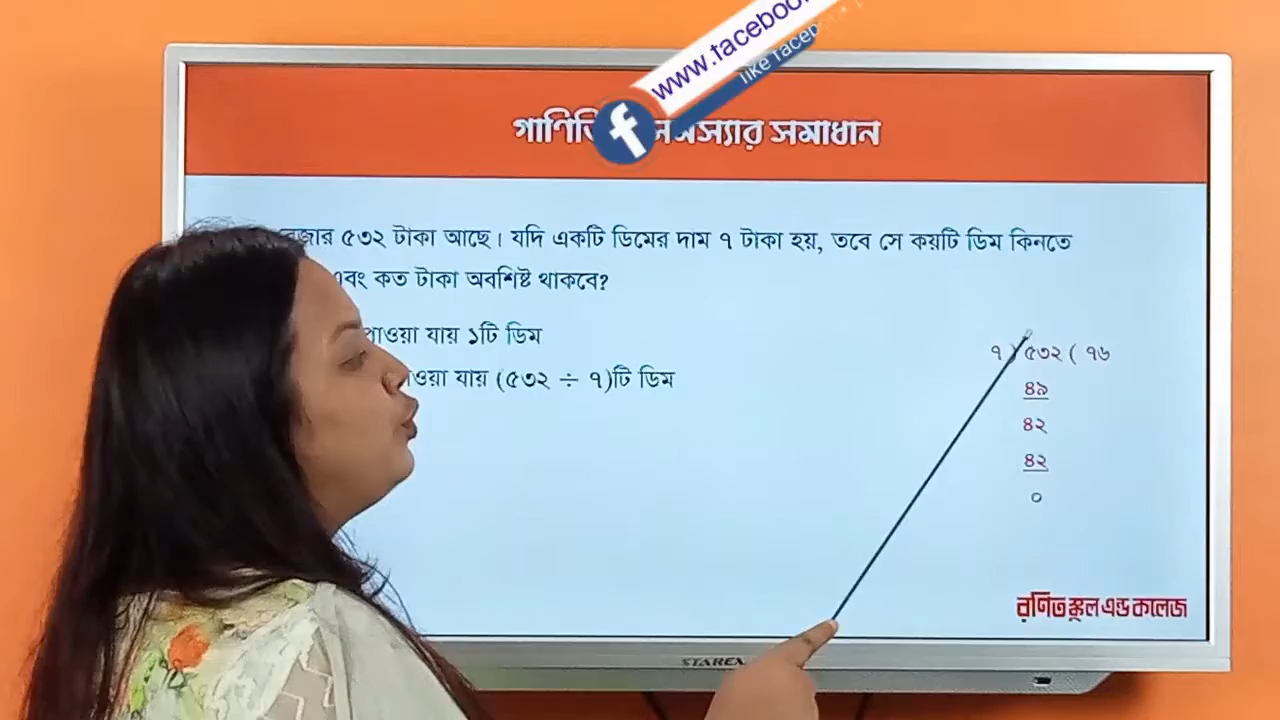 www.faceboo
like facebook p
গাণিতি সমস্যার সমাধান
রেজার ৫৩২ টাকা আছে। যদি একটি ডিমের দাম ৭ টাকা হয়, তবে সে কয়টি ডিম কিনতে
এবং কত টাকা অবশিষ্ট থাকবে?
পাওয়া যায় ১টি ডিম
পাওয়া যায় (৫৩২ ÷ ৭)টি ডিম
৭ ) ৫৩২ ( ৭৬
৪৯
৪২
৪২
০
রণিত স্কুল এন্ড কলেজ
STAREX